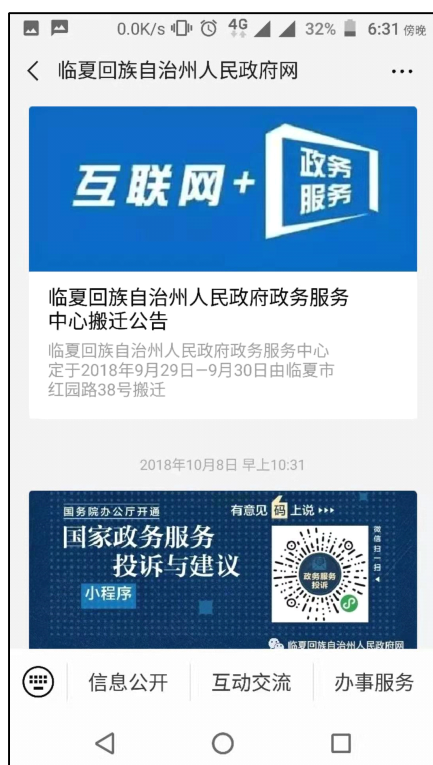 0.0K/s 4G 32% 6:31 傍晚
临夏回族自治州人民政府网
互联网+
政务
服务
临夏回族自治州人民政府政务服务
中心搬迁公告
临夏回族自治州人民政府政务服务中心
定于2018年9月29日—9月30日由临夏市
红园路38号搬迁
2018年10月8日 早上10:31
国务院办公厅开通
有意见 码 上说
国家政务服务
投诉与建议
小程序
微信扫一扫
政务服务
投诉
临夏回族自治州人民政府网
信息公开 互动交流 办事服务